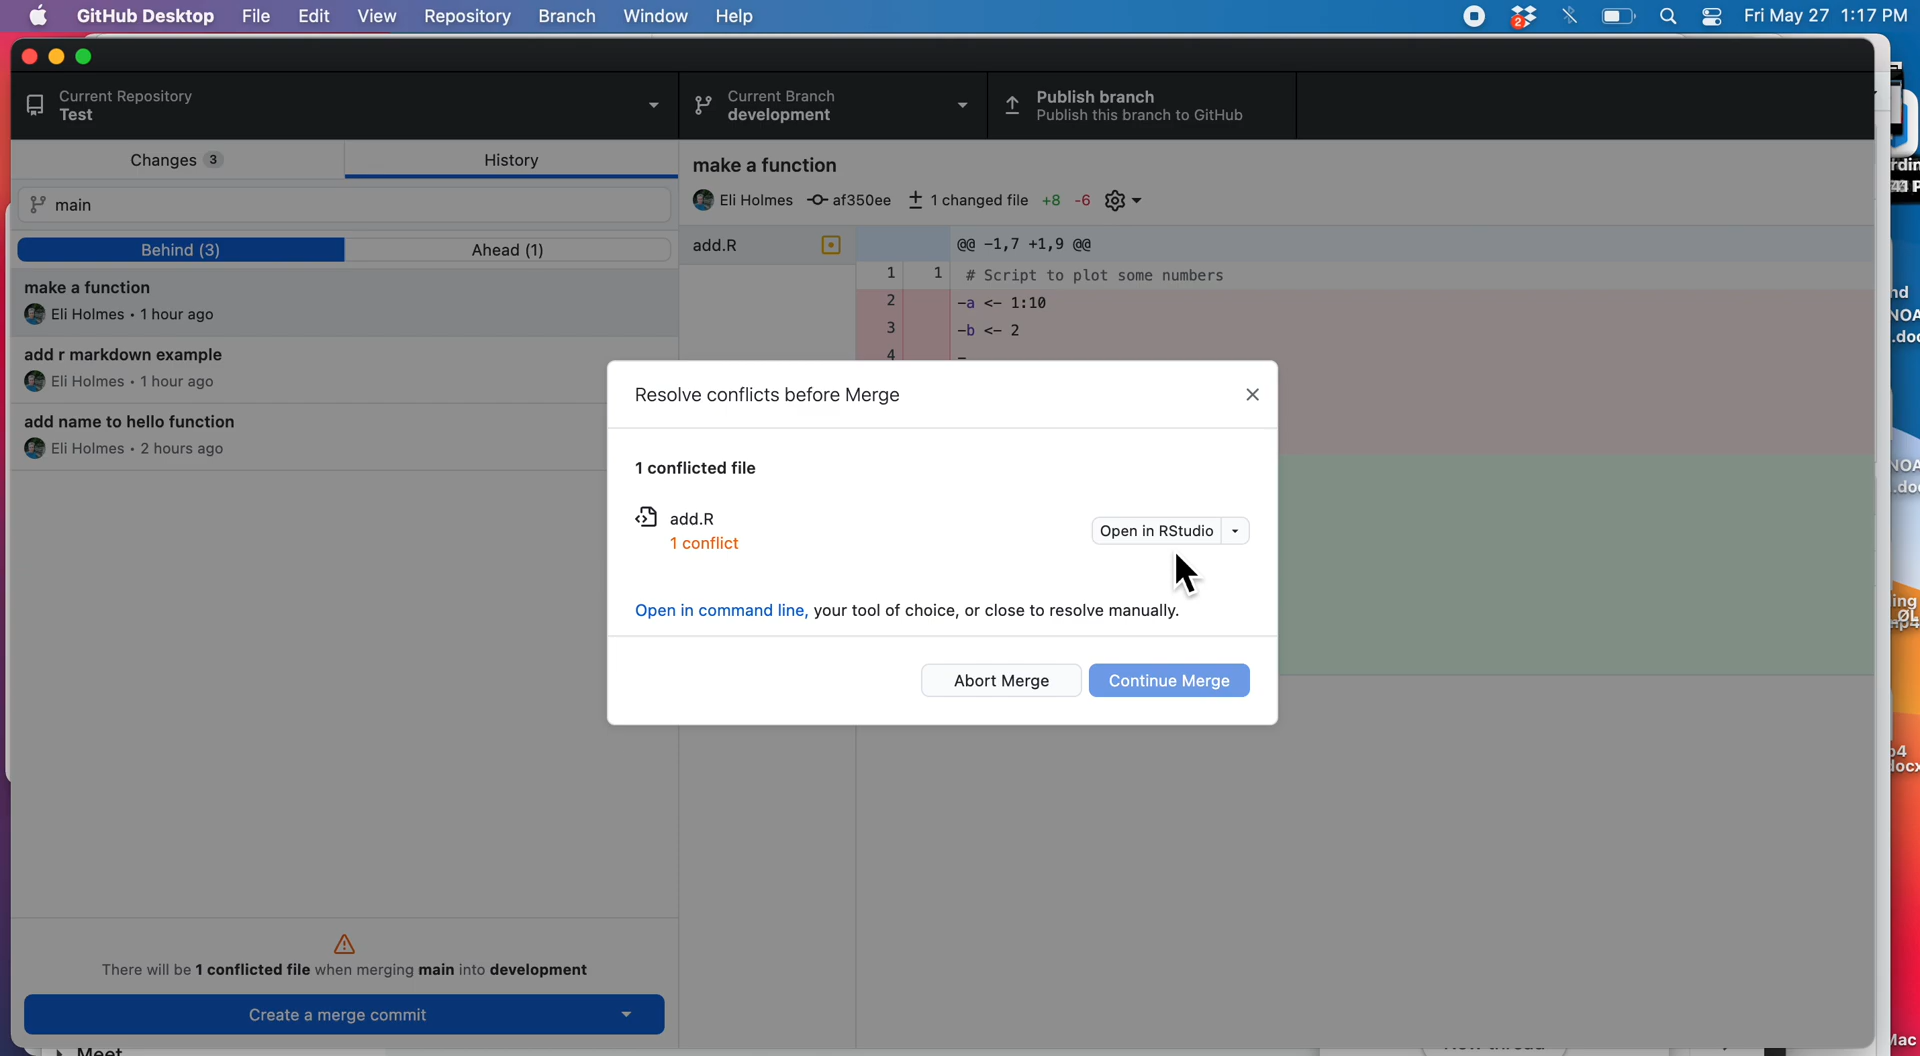 GitHub Desktop File Edit View Repository Branch Window Help 2 Fri May 27 1:17 PM
Current Repository
Test
Current Branch
development
Publish branch
Publish this branch to GitHub
Changes 3
History
main
Behind (3)
Ahead (1)
make a function
Eli Holmes • 1 hour ago
add r markdown example
Eli Holmes • 1 hour ago
add name to hello function
Eli Holmes • 2 hours ago
There will be 1 conflicted file when merging main into development
Create a merge commit
make a function
Eli Holmes af350ee 1 changed file +8 -6
add.R
@@ -1,7 +1,9 @@
1 1 # Script to plot some numbers
2 -a <- 1:10
3 -b <- 2
4 -
Resolve conflicts before Merge
1 conflicted file
add.R
1 conflict
Open in RStudio
Open in command line, your tool of choice, or close to resolve manually.
Abort Merge
Continue Merge
Meet